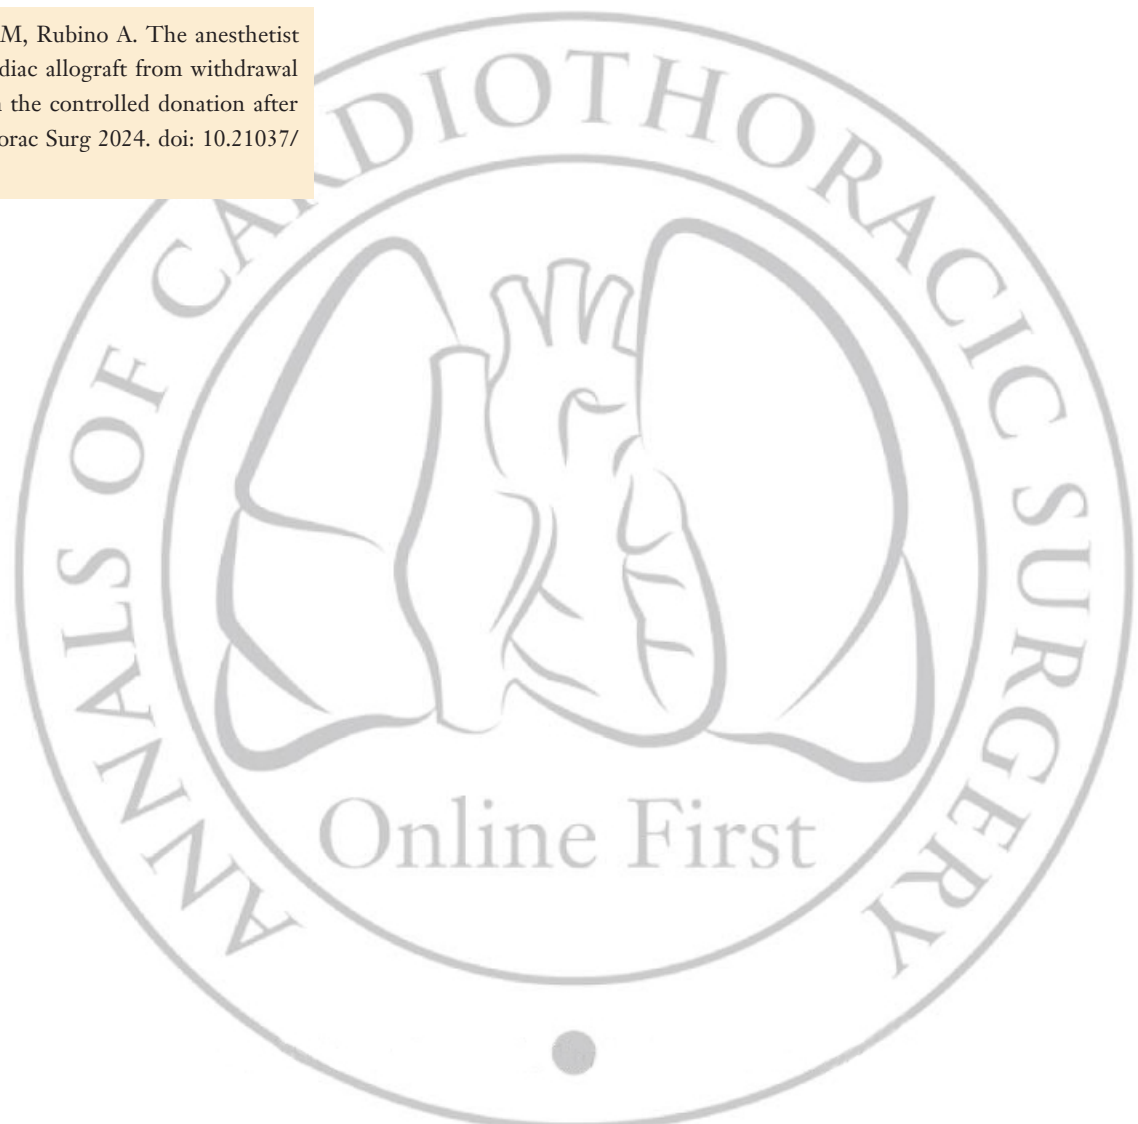 M, Rubino A. The anesthetist
diac allograft from withdrawal
the controlled donation after
orac Surg 2024. doi: 10.21037/
ANNALS OF CARDIOTHORACIC SURGERY
Online First